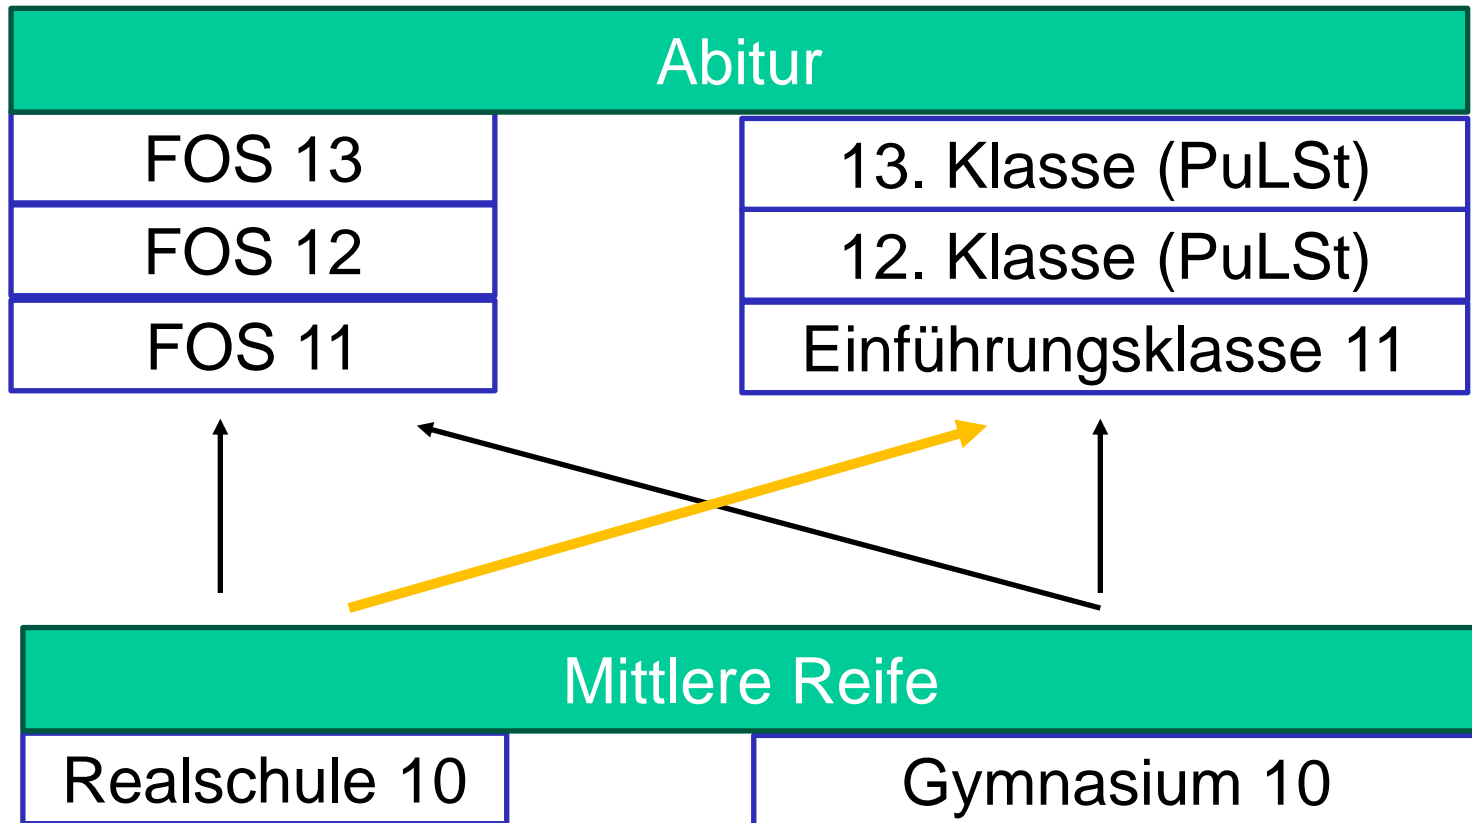 Abitur
FOS 13
13. Klasse (PuLSt)
FOS 12
12. Klasse (PuLSt)
FOS 11
Einführungsklasse 11
Mittlere Reife
Realschule 10
Gymnasium 10